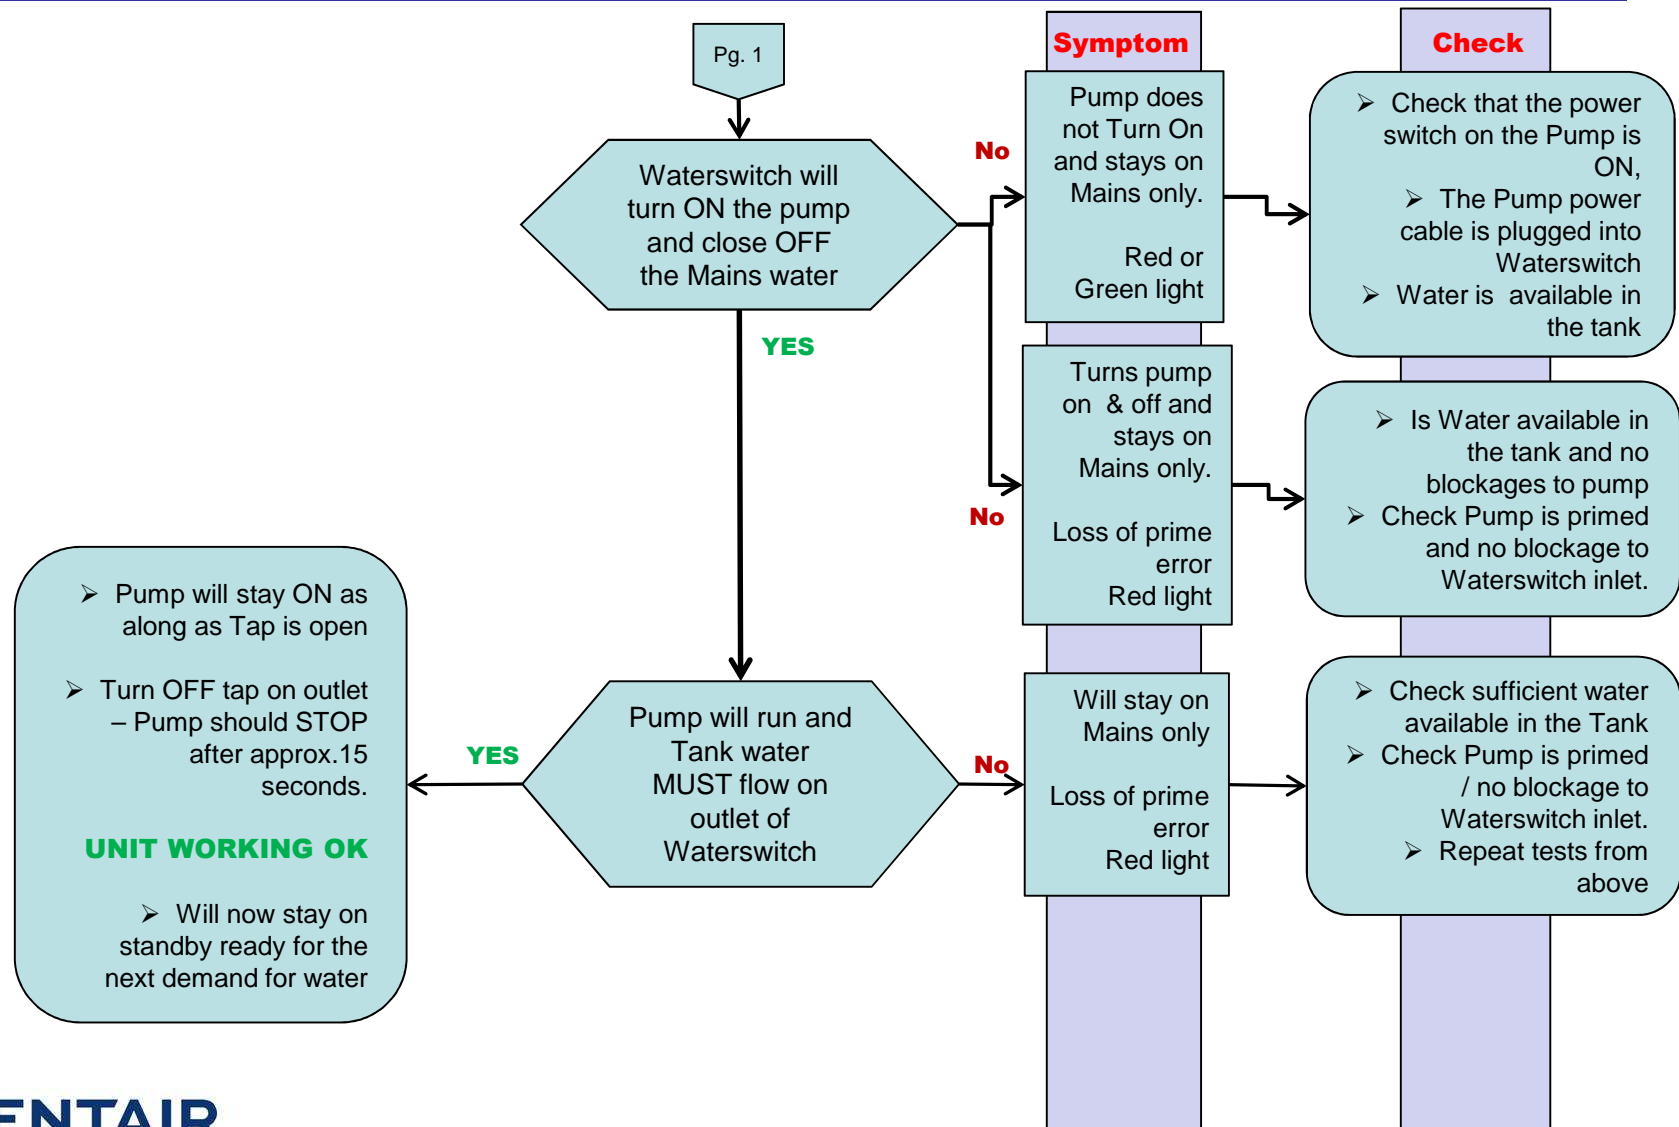 Pg. 1
Symptom
Check
Waterswitch will
turn ON the pump
and close OFF
the Mains water
No
Pump does
not Turn On
and stays on
Mains only.
Red or
Green light
➢ Check that the power
switch on the Pump is
ON,
➢ The Pump power
cable is plugged into
Waterswitch
➢ Water is  available in
the tank
YES
No
Turns pump
on  & off and
stays on
Mains only.
Loss of prime
error
Red light
➢ Is Water available in
the tank and no
blockages to pump
➢ Check Pump is primed
and no blockage to
Waterswitch inlet.
Pump will run and
Tank water
MUST flow on
outlet of
Waterswitch
No
Will stay on
Mains only
Loss of prime
error
Red light
➢ Check sufficient water
available in the Tank
➢ Check Pump is primed
/ no blockage to
Waterswitch inlet.
➢ Repeat tests from
above
YES
➢ Pump will stay ON as
along as Tap is open
➢ Turn OFF tap on outlet
– Pump should STOP
after approx.15
seconds.
UNIT WORKING OK
➢ Will now stay on
standby ready for the
next demand for water
ENTAIR